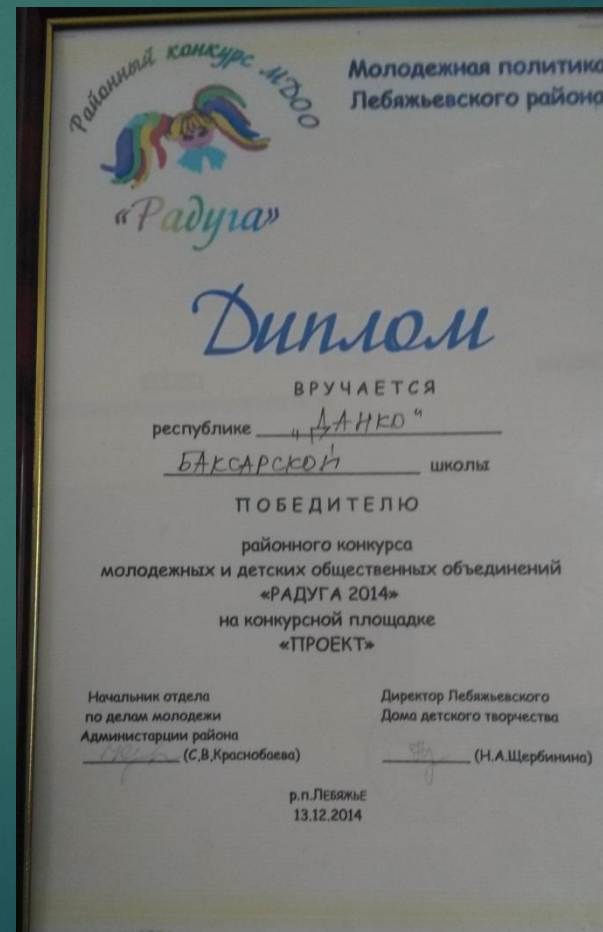 Районный конкурс МДОО
«Радуга»
Молодежная политика
Лебяжьевского района
Диплом
ВРУЧАЕТСЯ
республике „ДАНКО“
БАКСАРСКОЙ школы
ПОБЕДИТЕЛЮ
районного конкурса
молодежных и детских общественных объединений
«РАДУГА 2014»
на конкурсной площадке
«ПРОЕКТ»
Начальник отдела
по делам молодежи
Администарции района
(С,В,Краснобаева)
Директор Лебяжьевского
Дома детского творчества
(Н.А.Щербинина)
р.п.Лебяжье
13.12.2014